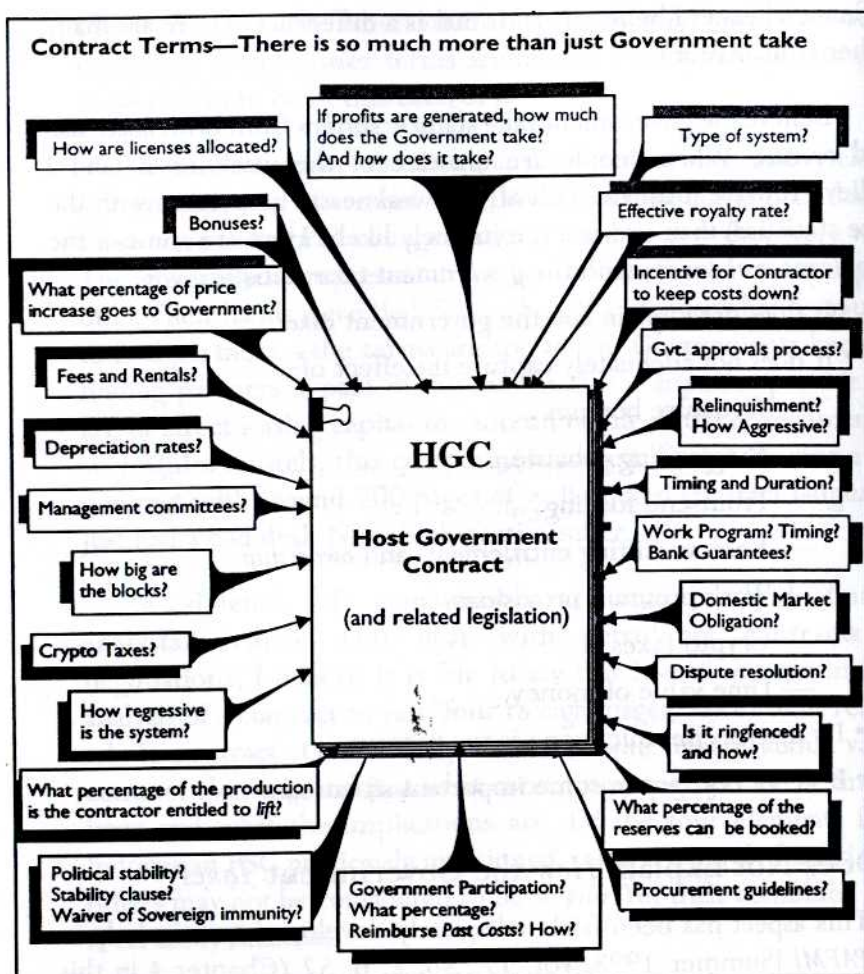 Contract Terms—There is so much more than just Government take
How are licenses allocated?
If profits are generated, how much
does the Government take?
And how does it take?
Type of system?
Bonuses?
Effective royalty rate?
What percentage of price
increase goes to Government?
Incentive for Contractor
to keep costs down?
Fees and Rentals?
Gvt. approvals process?
Relinquishment?
How Aggressive?
Depreciation rates?
Timing and Duration?
Management committees?
Work Program? Timing?
Bank Guarantees?
How big are
the blocks?
Domestic Market
Obligation?
Crypto Taxes?
Dispute resolution?
How regressive
is the system?
Is it ringfenced?
and how?
HGC
Host Government
Contract
(and related legislation)
What percentage of the production
is the contractor entitled to lift?
What percentage of the
reserves can be booked?
Political stability?
Stability clause?
Waiver of Sovereign immunity?
Government Participation?
What percentage?
Reimburse Past Costs? How?
Procurement guidelines?